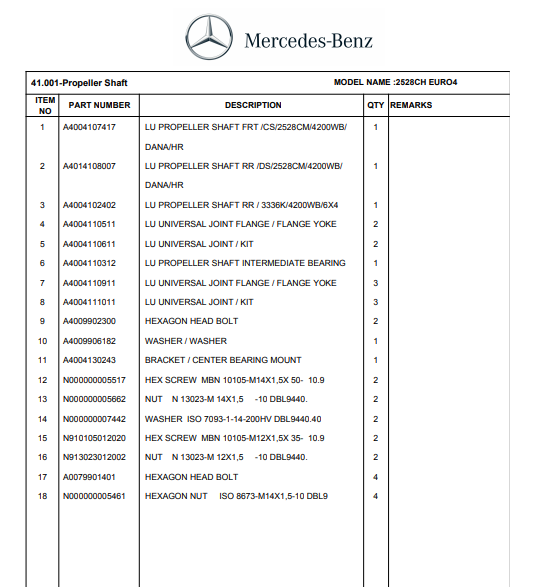 Mercedes-Benz
41.001-Propeller Shaft MODEL NAME :2528CH EURO4
ITEM NO PART NUMBER DESCRIPTION QTY REMARKS
1 A4004107417 LU PROPELLER SHAFT FRT /CS/2528CM/4200WB/ 1
DANA/HR
2 A4014108007 LU PROPELLER SHAFT RR /DS/2528CM/4200WB/ 1
DANA/HR
3 A4004102402 LU PROPELLER SHAFT RR / 3336K/4200WB/6X4 1
4 A4004110511 LU UNIVERSAL JOINT FLANGE / FLANGE YOKE 2
5 A4004110611 LU UNIVERSAL JOINT / KIT 2
6 A4004110312 LU PROPELLER SHAFT INTERMEDIATE BEARING 1
7 A4004110911 LU UNIVERSAL JOINT FLANGE / FLANGE YOKE 3
8 A4004111011 LU UNIVERSAL JOINT / KIT 3
9 A4009902300 HEXAGON HEAD BOLT 2
10 A4009906182 WASHER / WASHER 1
11 A4004130243 BRACKET / CENTER BEARING MOUNT 1
12 N000000005517 HEX SCREW MBN 10105-M14X1,5X 50- 10.9 2
13 N000000005662 NUT N 13023-M 14X1,5 -10 DBL9440. 2
14 N000000007442 WASHER ISO 7093-1-14-200HV DBL9440.40 2
15 N910105012020 HEX SCREW MBN 10105-M12X1,5X 35- 10.9 2
16 N913023012002 NUT N 13023-M 12X1,5 -10 DBL9440. 2
17 A0079901401 HEXAGON HEAD BOLT 4
18 N000000005461 HEXAGON NUT ISO 8673-M14X1,5-10 DBL9 4